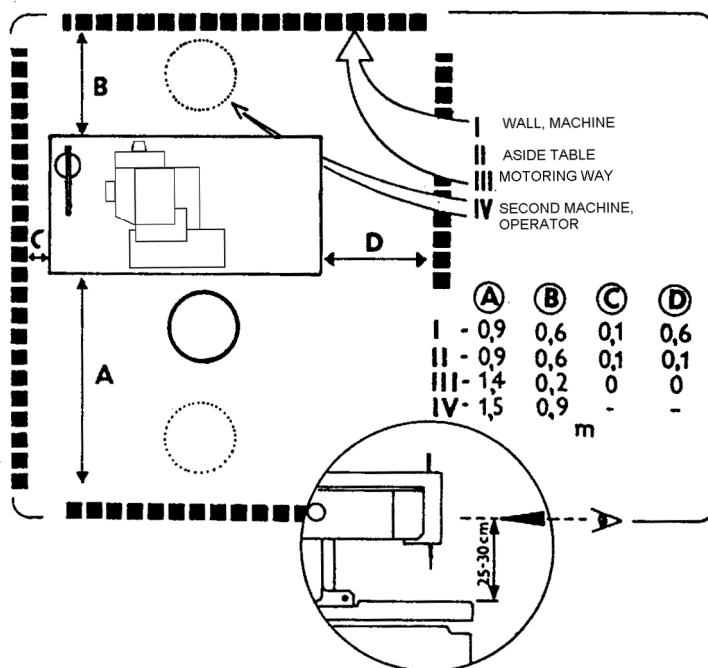 B
I WALL, MACHINE
II ASIDE TABLE
III MOTORING WAY
IV SECOND MACHINE,
OPERATOR
C
D
A
A B C D
I - 0,9 0,6 0,1 0,6
II - 0,9 0,6 0,1 0,1
III - 1,4 0,2 0 0
IV - 1,5 0,9 - -
m
25-30cm